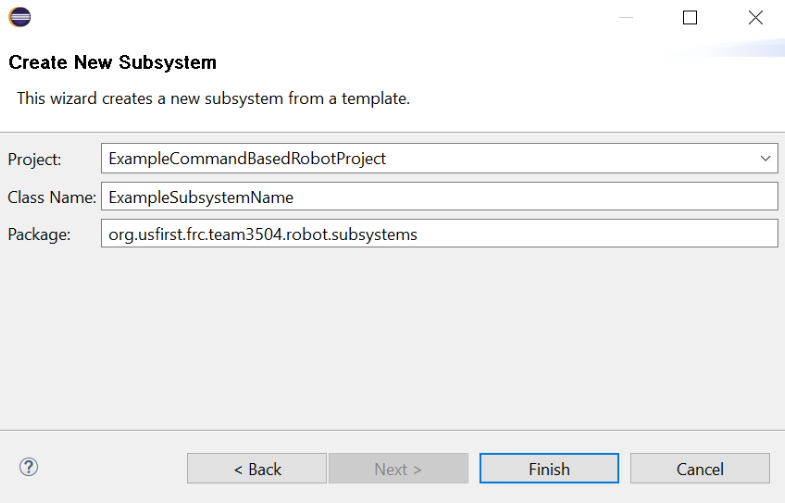 Create New Subsystem
This wizard creates a new subsystem from a template.
Project: ExampleCommandBasedRobotProject
Class Name: ExampleSubsystemName
Package: org.usfirst.frc.team3504.robot.subsystems
? < Back Next > Finish Cancel